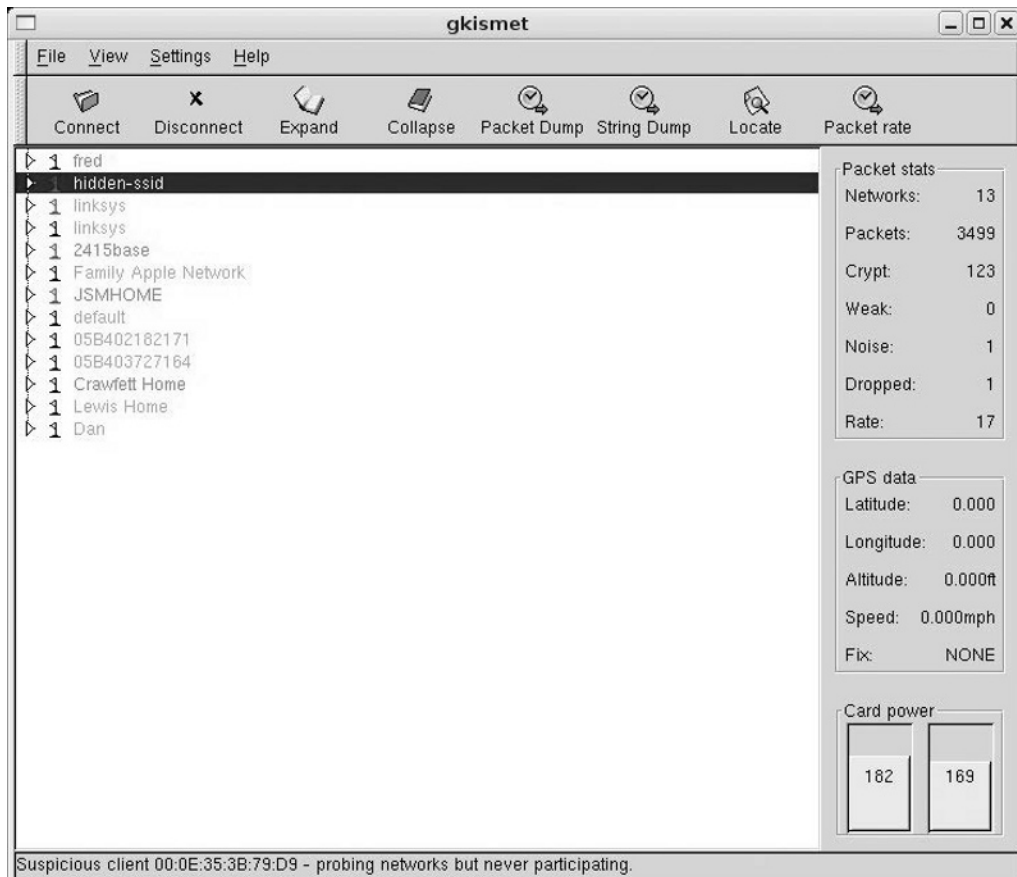 gkismet
File View Settings Help
Connect Disconnect Expand Collapse Packet Dump String Dump Locate Packet rate
1 fred
1 hidden-ssid
1 linksys
1 linksys
1 2415base
1 Family Apple Network
1 JSMHOME
1 default
1 05B402182171
1 05B403727164
1 Crawfett Home
1 Lewis Home
1 Dan
Packet stats
Networks: 13
Packets: 3499
Crypt: 123
Weak: 0
Noise: 1
Dropped: 1
Rate: 17
GPS data
Latitude: 0.000
Longitude: 0.000
Altitude: 0.000ft
Speed: 0.000mph
Fix: NONE
Card power
182 169
Suspicious client 00:0E:35:3B:79:D9 - probing networks but never participating.